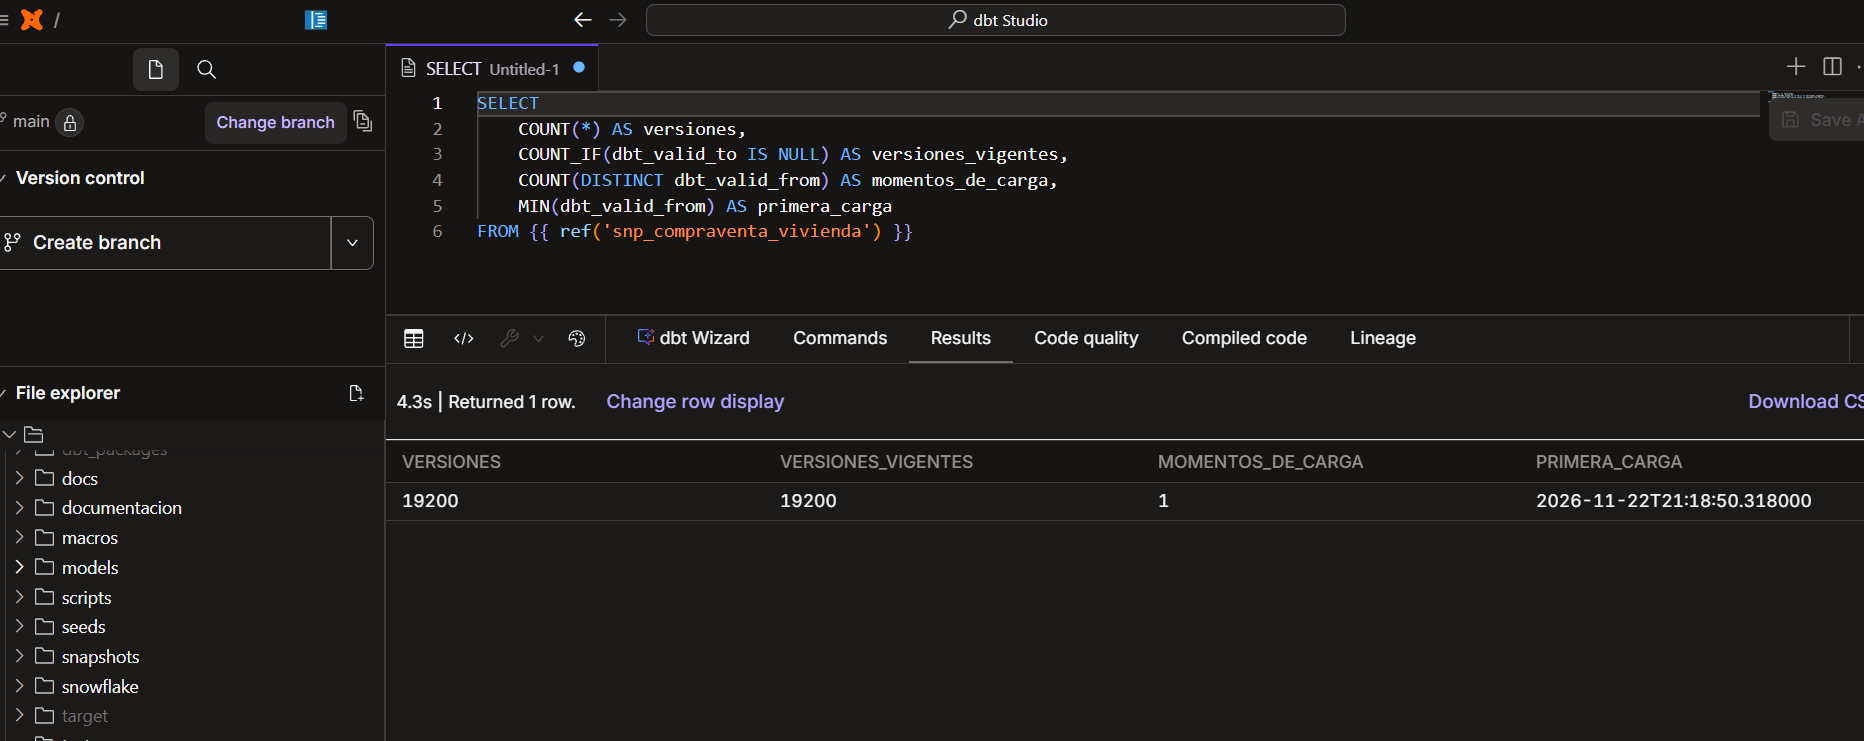 /
dbt Studio
SELECT Untitled-1
main
Change branch
Save A
1 SELECT
2 COUNT(*) AS versiones,
3 COUNT_IF(dbt_valid_to IS NULL) AS versiones_vigentes,
4 COUNT(DISTINCT dbt_valid_from) AS momentos_de_carga,
5 MIN(dbt_valid_from) AS primera_carga
6 FROM {{ ref('snp_compraventa_vivienda') }}
Version control
Create branch
dbt Wizard Commands Results Code quality Compiled code Lineage
File explorer
4.3s | Returned 1 row. Change row display Download CS
dbt_packages
docs
documentacion
macros
models
scripts
seeds
snapshots
snowflake
target
VERSIONES VERSIONES_VIGENTES MOMENTOS_DE_CARGA PRIMERA_CARGA
19200 19200 1 2026-11-22T21:18:50.318000